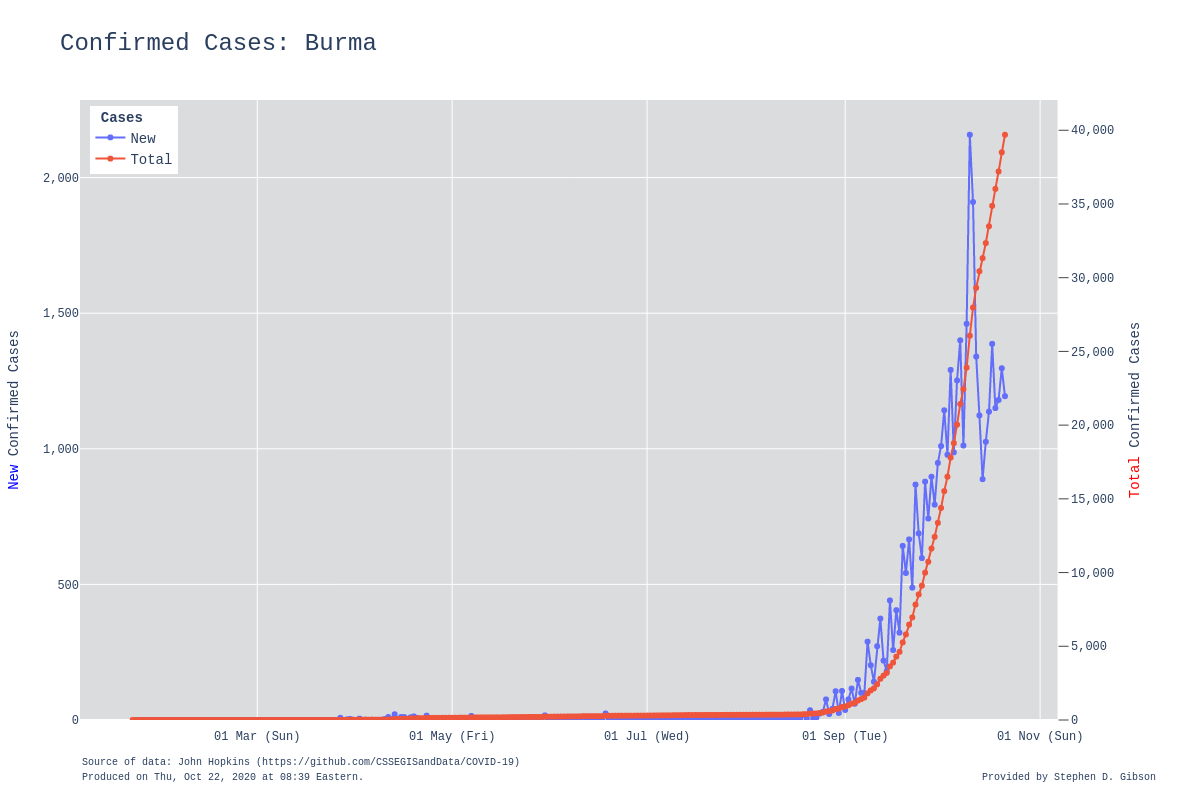 Confirmed Cases: Burma
Cases
New
Total
2,000
1,500
1,000
500
0
40,000
35,000
30,000
25,000
20,000
15,000
10,000
5,000
0
New Confirmed Cases
Total Confirmed Cases
01 Mar (Sun)
01 May (Fri)
01 Jul (Wed)
01 Sep (Tue)
01 Nov (Sun)
Source of data: John Hopkins (https://github.com/CSSEGISandData/COVID-19)
Produced on Thu, Oct 22, 2020 at 08:39 Eastern.
Provided by Stephen D. Gibson